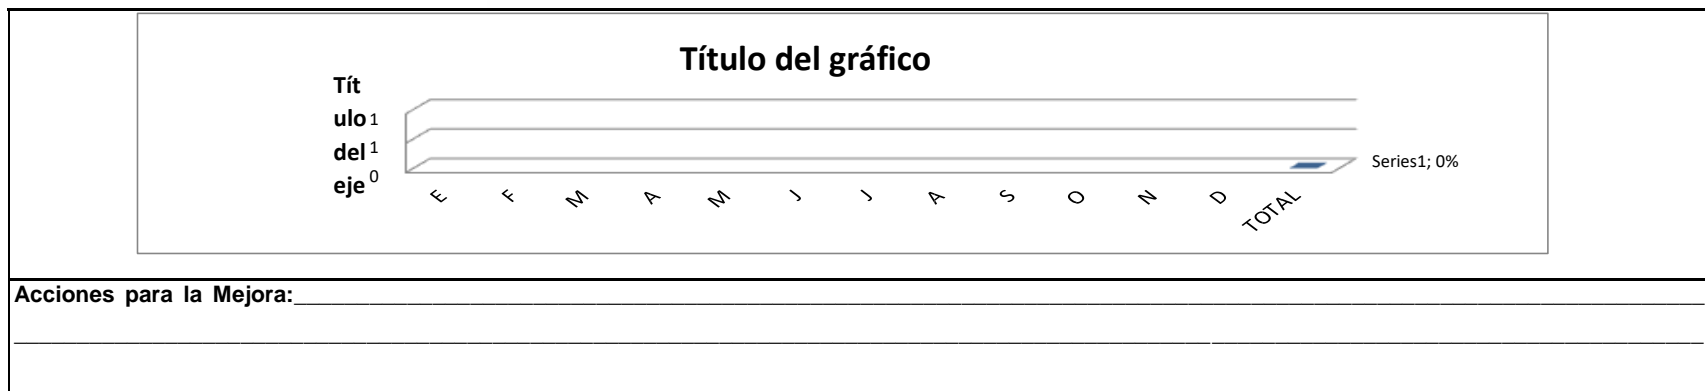 Título del gráfico
Tít
ulo
del
eje
1
1
0
E F M A M J J A S O N D TOTAL
Series1; 0%
Acciones para la Mejora: